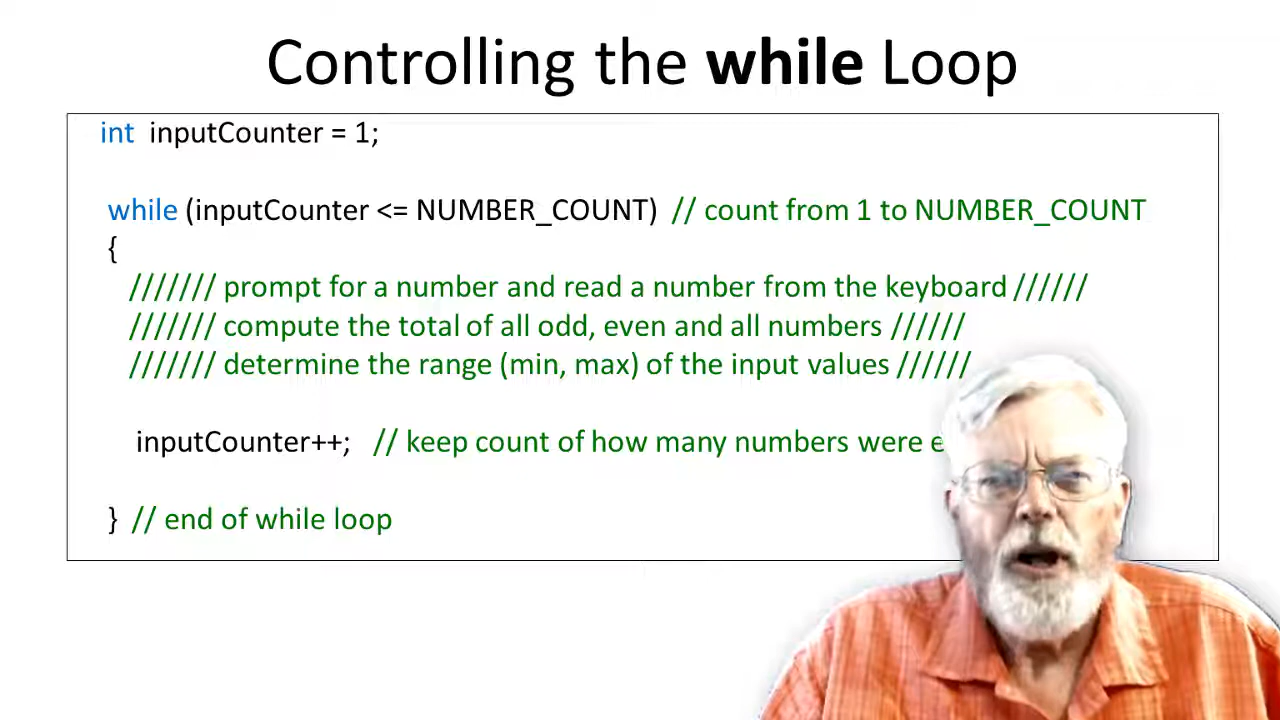 Controlling the while Loop
int inputCounter = 1;
while (inputCounter <= NUMBER_COUNT) // count from 1 to NUMBER_COUNT
{
/////// prompt for a number and read a number from the keyboard //////
/////// compute the total of all odd, even and all numbers //////
/////// determine the range (min, max) of the input values //////
inputCounter++; // keep count of how many numbers were
} // end of while loop